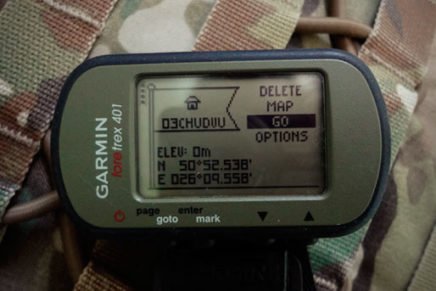 GARMIN
foretrex 401
DELETE
MAP
GO
OPTIONS
03CHUDVU
ELEV: 0m
N 50°52.538'
E 026°09.558'
page enter
goto mark